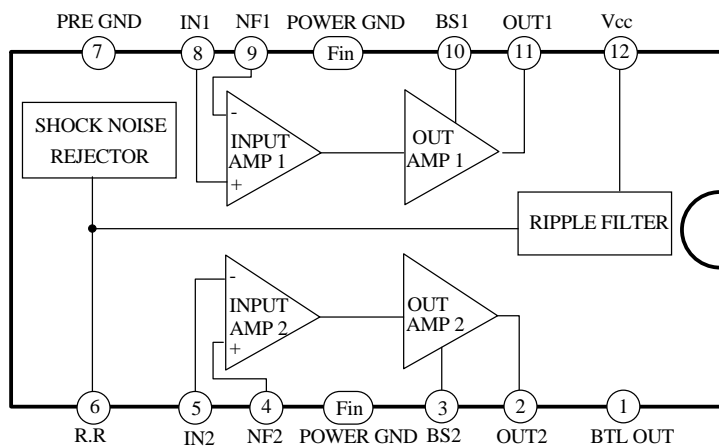 PRE GND IN1 NF1 POWER GND BS1 OUT1 Vcc
7 8 9 Fin 10 11 12
SHOCK NOISE
REJECTOR
-
INPUT
AMP 1
+
OUT
AMP 1
RIPPLE FILTER
-
INPUT
AMP 2
+
OUT
AMP 2
6 5 4 Fin 3 2 1
R.R IN2 NF2 POWER GND BS2 OUT2 BTL OUT